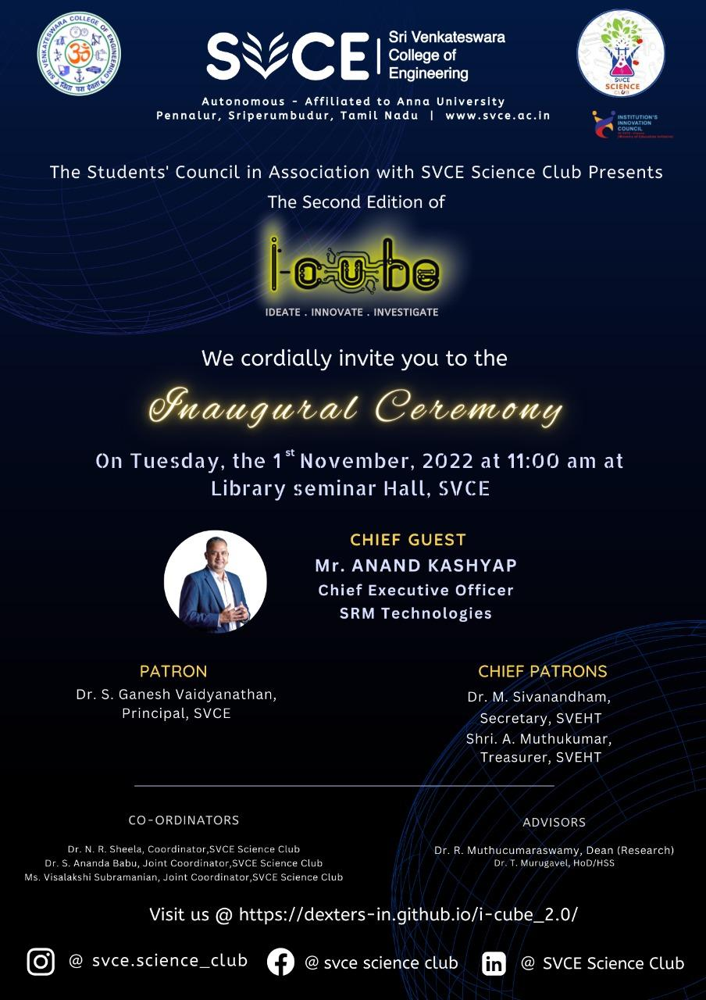 SRI VENKATESWARA COLLEGE OF ENGINEERING
SVCE
Sri Venkateswara
College of
Engineering
SVCE
SCIENCE
CLUB
Autonomous - Affiliated to Anna University
Pennalur, Sriperumbudur, Tamil Nadu | www.svce.ac.in
INSTITUTION'S
INNOVATION
COUNCIL
The Students' Council in Association with SVCE Science Club Presents
The Second Edition of
i-cube
IDEATE . INNOVATE . INVESTIGATE
We cordially invite you to the
Inaugural Ceremony
On Tuesday, the 1st November, 2022 at 11:00 am at
Library seminar Hall, SVCE
CHIEF GUEST
Mr. ANAND KASHYAP
Chief Executive Officer
SRM Technologies
PATRON
Dr. S. Ganesh Vaidyanathan,
Principal, SVCE
CHIEF PATRONS
Dr. M. Sivanandham,
Secretary, SVEHT
Shri. A. Muthukumar,
Treasurer, SVEHT
CO-ORDINATORS
Dr. N. R. Sheela, Coordinator,SVCE Science Club
Dr. S. Ananda Babu, Joint Coordinator,SVCE Science Club
Ms. Visalakshi Subramanian, Joint Coordinator,SVCE Science Club
ADVISORS
Dr. R. Muthucumaraswamy, Dean (Research)
Dr. T. Murugavel, HoD/HSS
Visit us @ https://dexters-in.github.io/i-cube_2.0/
@ svce.science_club
@ svce science club
@ SVCE Science Club